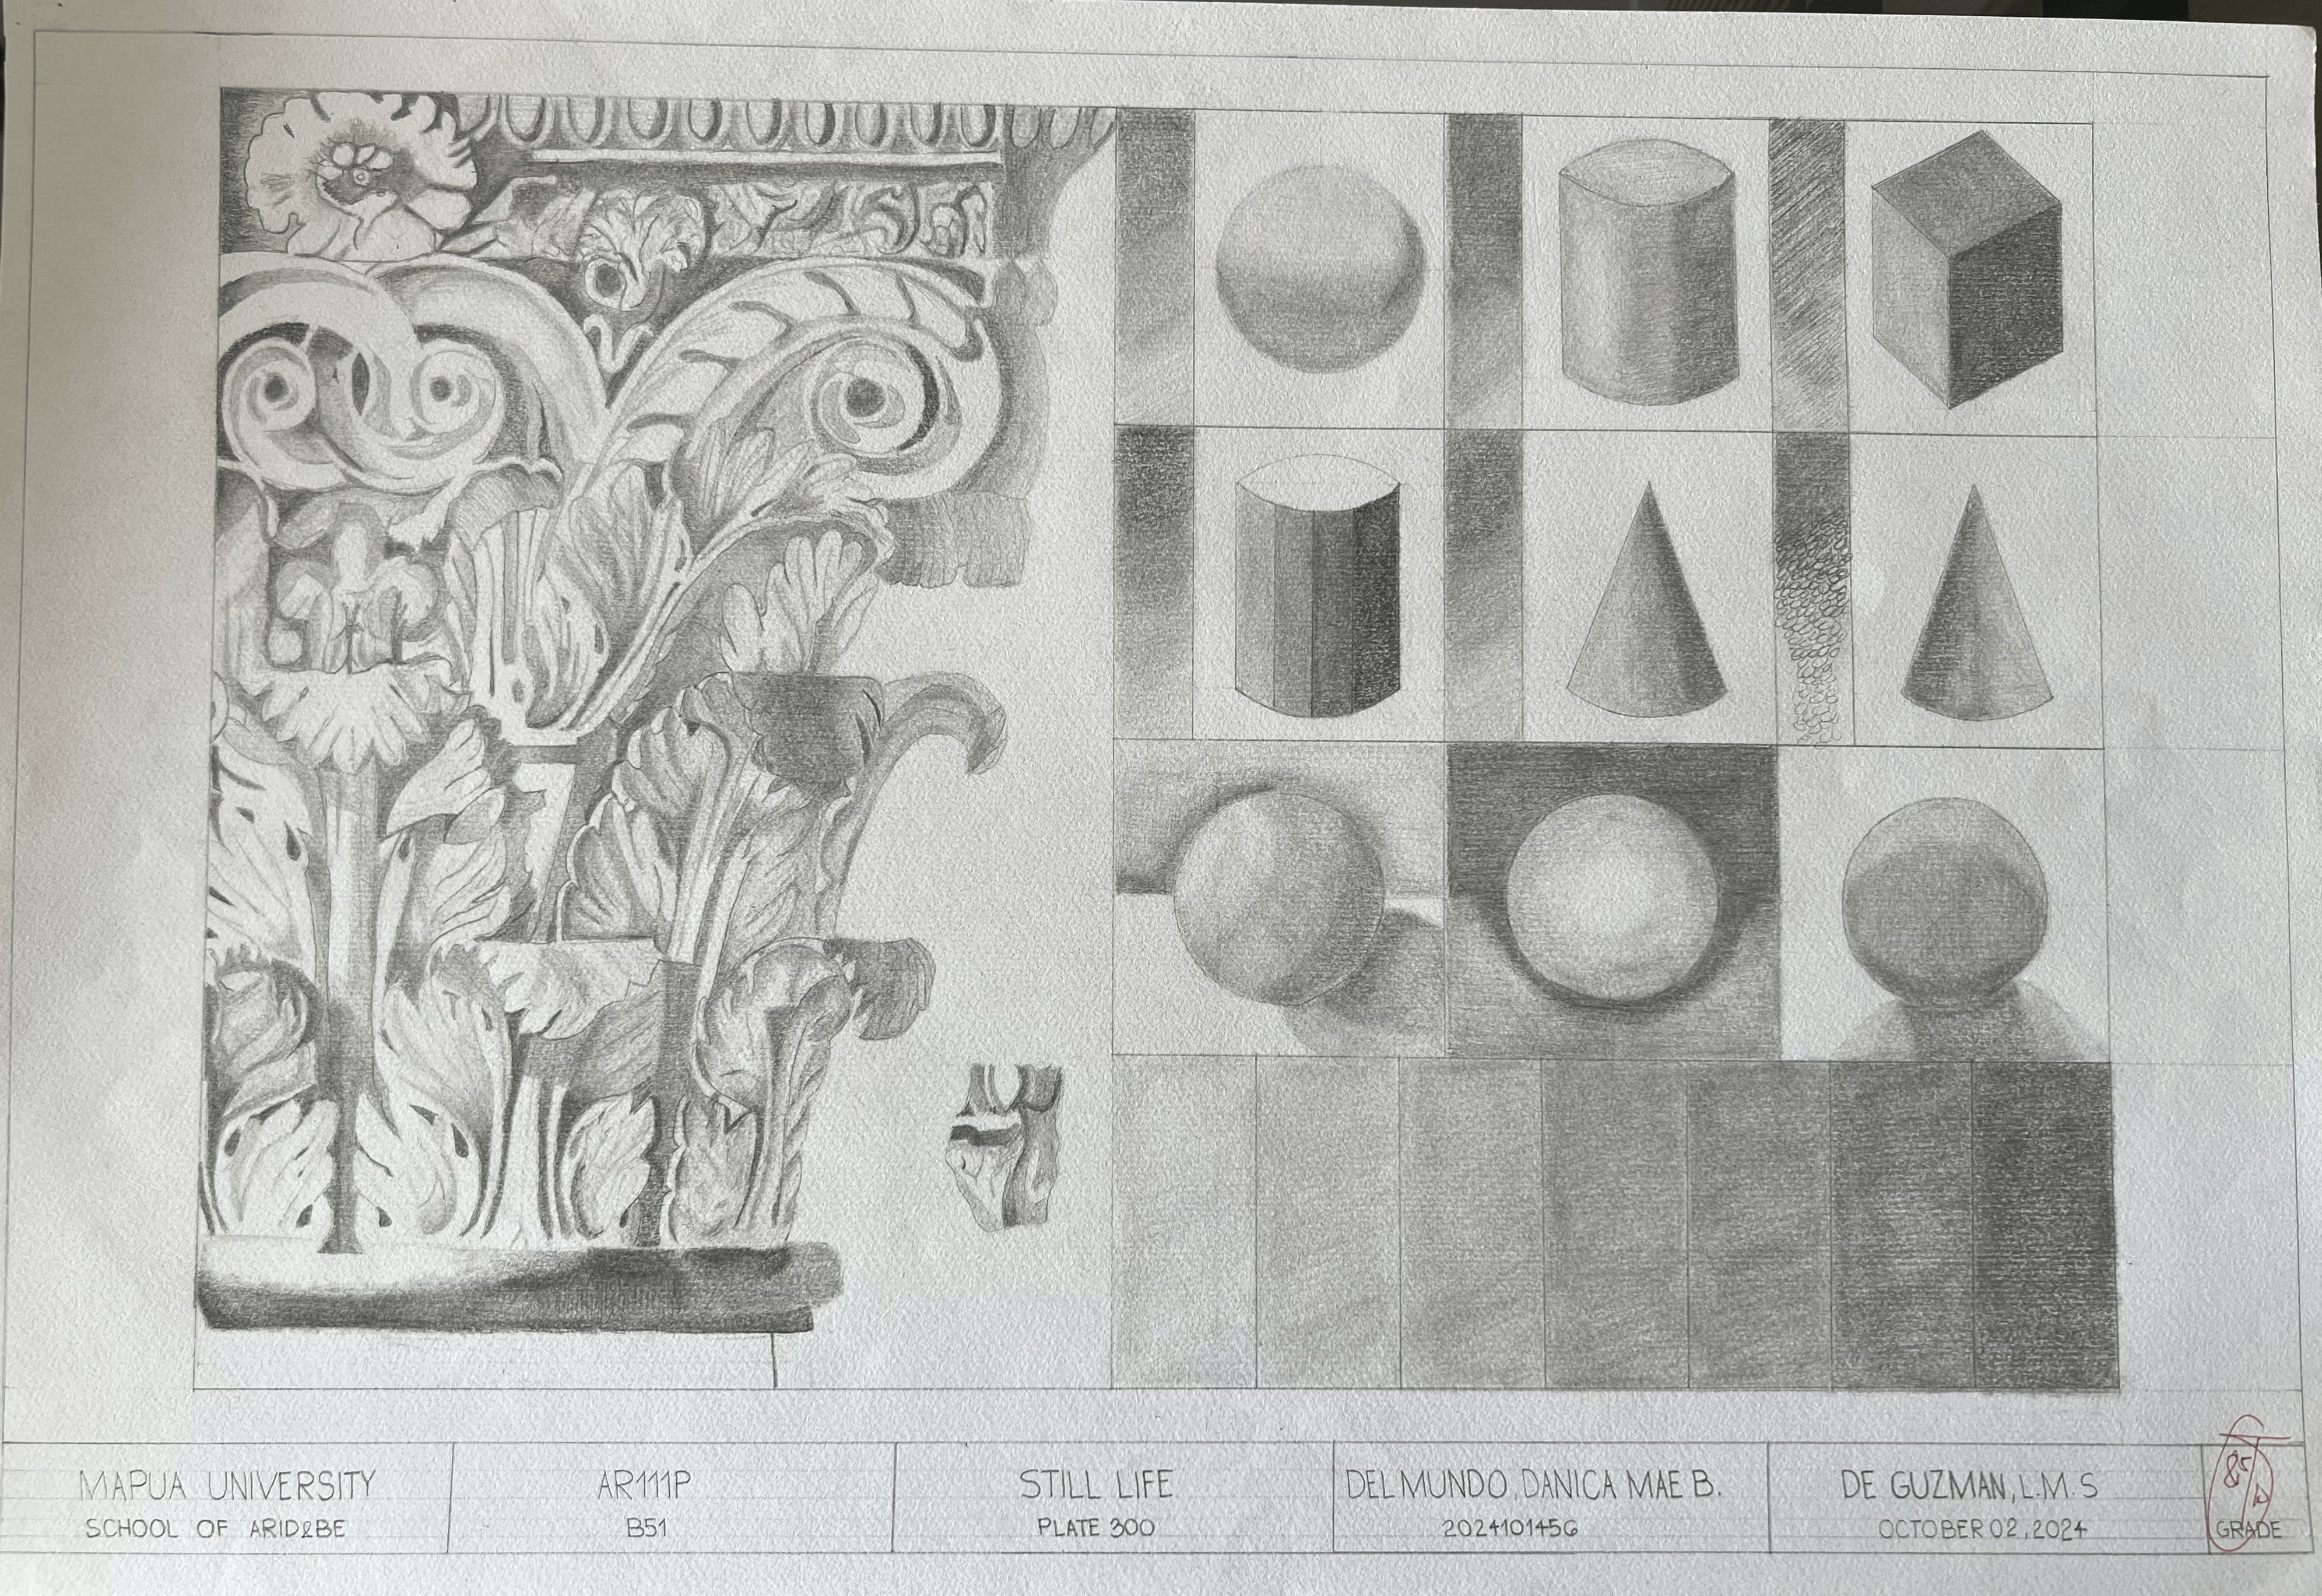 MAPUA UNIVERSITY
SCHOOL OF ARID&BE
AR111P
B51
STILL LIFE
PLATE 300
DEL MUNDO, DANICA MAE B.
2024101456
DE GUZMAN, L.M.S
OCTOBER 02, 2024
85
GRADE